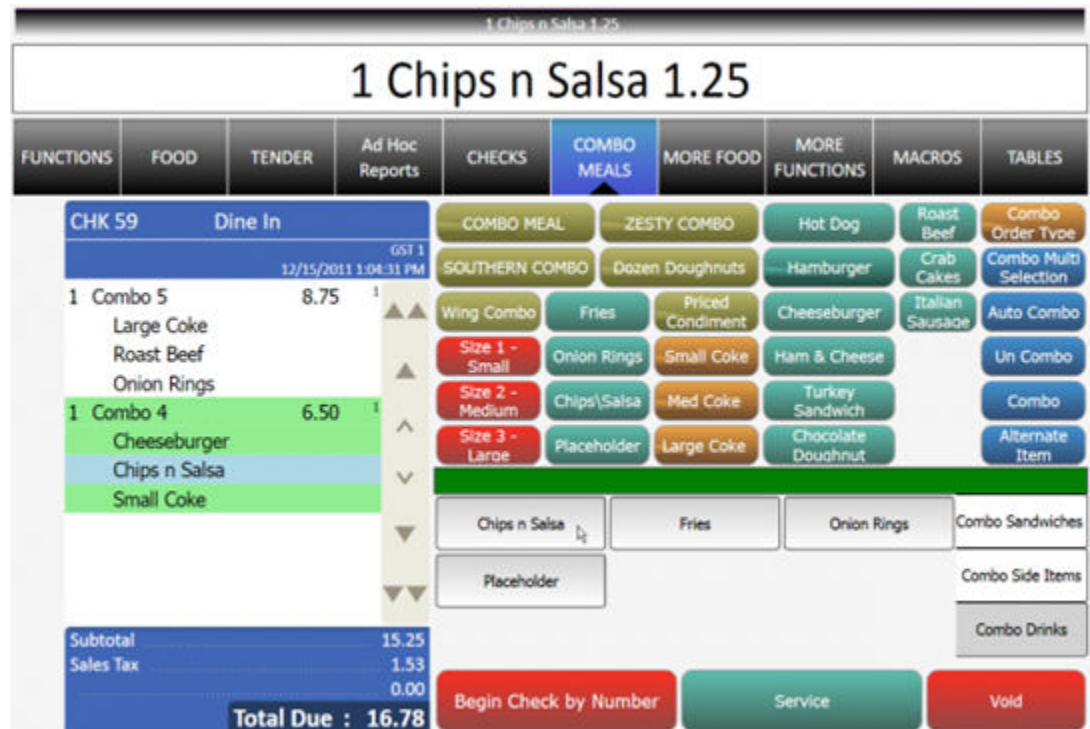 1 Chips n Salsa 1.25
1 Chips n Salsa 1.25
FUNCTIONS
FOOD
TENDER
Ad Hoc
Reports
CHECKS
COMBO
MEALS
MORE FOOD
MORE
FUNCTIONS
MACROS
TABLES
CHK 59 Dine In
GST 1
12/15/2011 1:04:31 PM
1 Combo 5 8.75 1
Large Coke
Roast Beef
Onion Rings
1 Combo 4 6.50 1
Cheeseburger
Chips n Salsa
Small Coke
Subtotal 15.25
Sales Tax 1.53
0.00
Total Due : 16.78
COMBO MEAL
ZESTY COMBO
Hot Dog
Roast
Beef
Combo
Order Type
SOUTHERN COMBO
Dozen Doughnuts
Hamburger
Crab
Cakes
Combo Multi
Selection
Wing Combo
Fries
Priced
Condiment
Cheeseburger
Italian
Sausage
Auto Combo
Size 1 -
Small
Onion Rings
Small Coke
Ham & Cheese
Un Combo
Size 2 -
Medium
Chips\Salsa
Med Coke
Turkey
Sandwich
Combo
Size 3 -
Large
Placeholder
Large Coke
Chocolate
Doughnut
Alternate
Item
Chips n Salsa
Fries
Onion Rings
Combo Sandwiches
Placeholder
Combo Side Items
Combo Drinks
Begin Check by Number
Service
Void